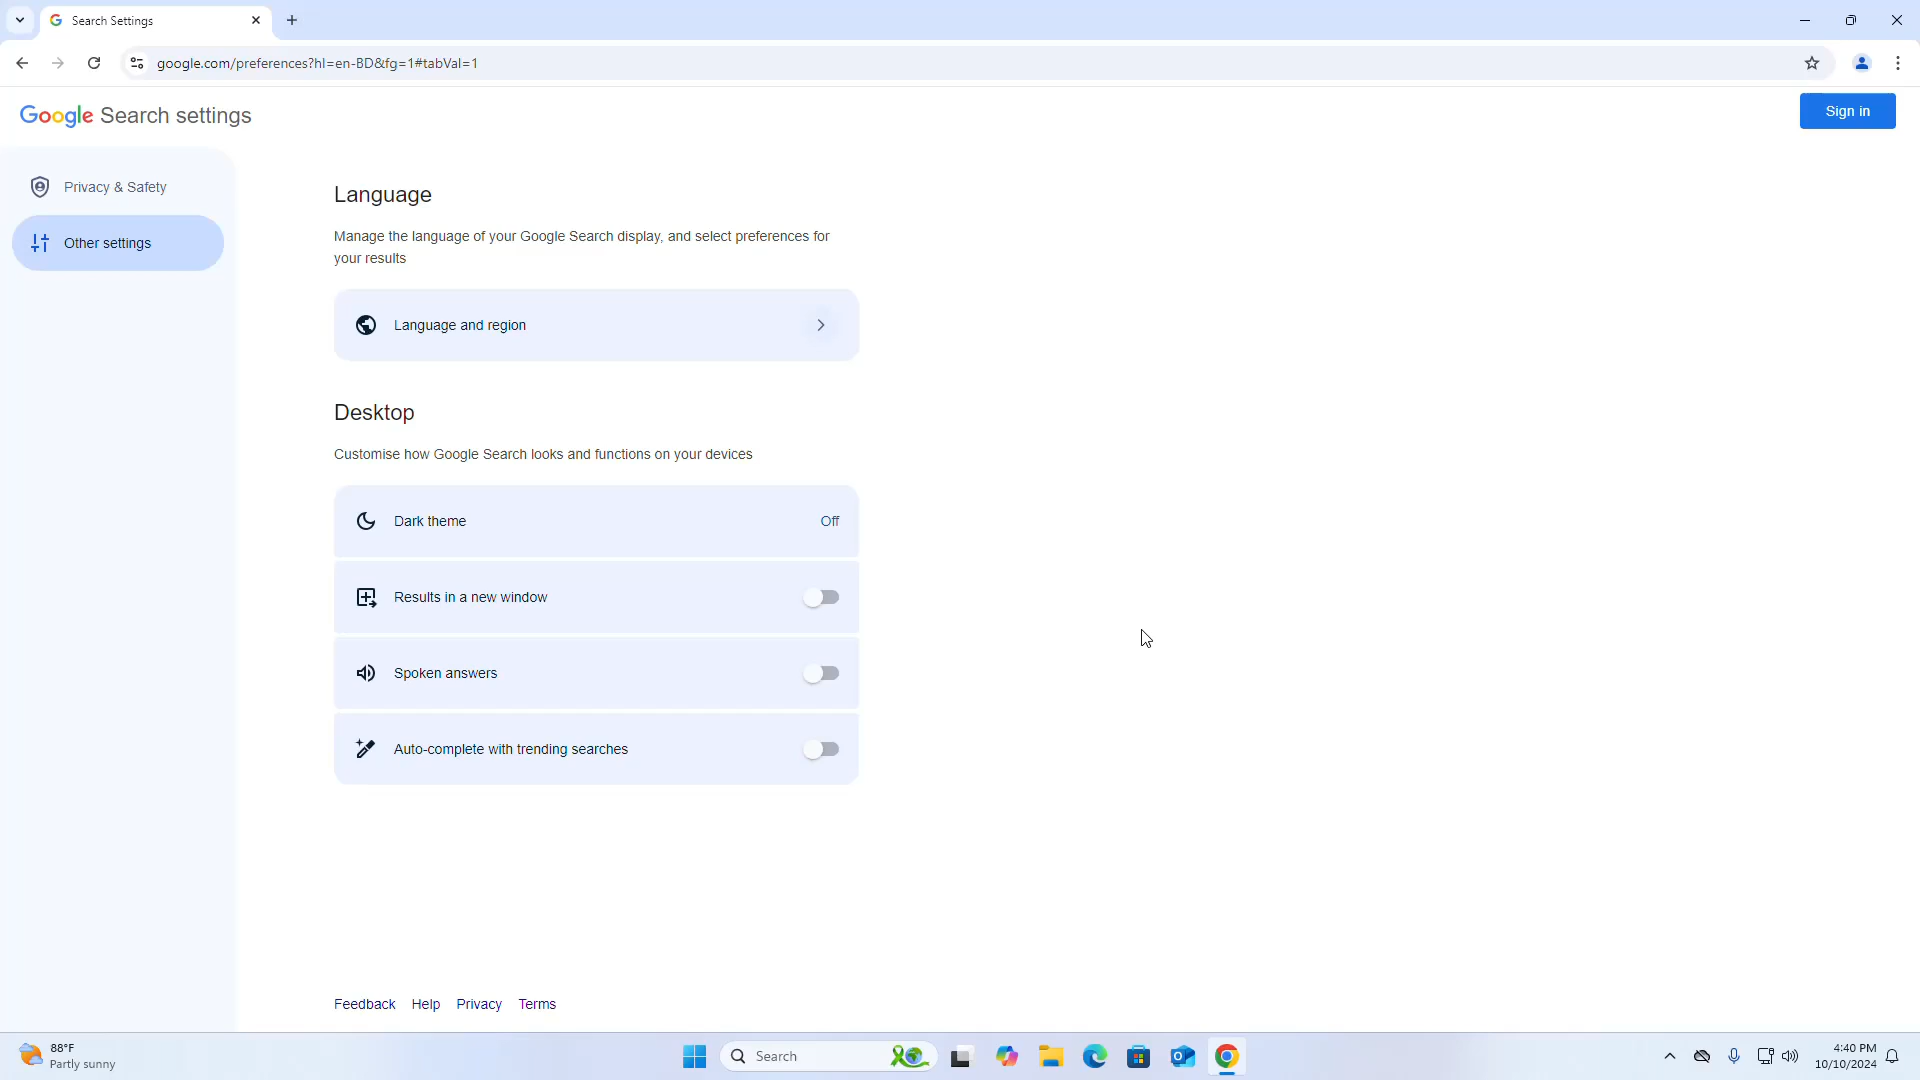 Search Settings
google.com/preferences?hl=en-BD&fg=1#tabVal=1
Google Search settings
Sign in
Privacy & Safety
Other settings
Language
Manage the language of your Google Search display, and select preferences for
your results
Language and region
Desktop
Customise how Google Search looks and functions on your devices
Dark theme
Off
Results in a new window
Spoken answers
Auto-complete with trending searches
Feedback Help Privacy Terms
88°F
Partly sunny
Search
4:40 PM
10/10/2024